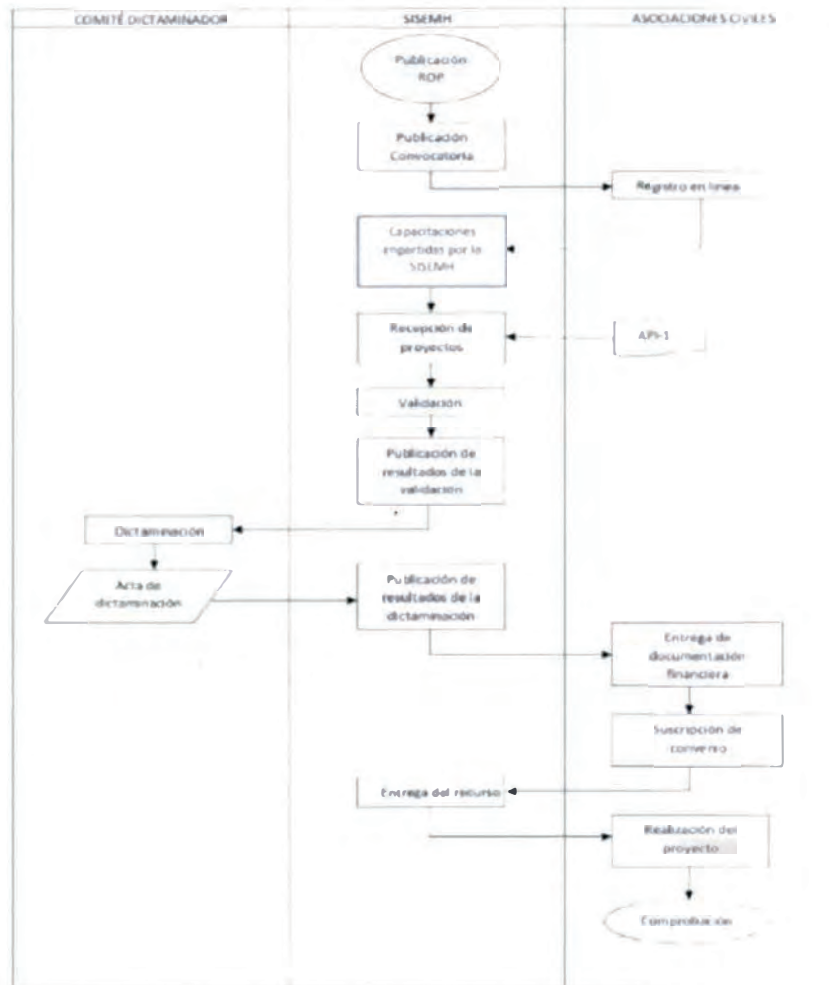 COMITÉ DICTAMINADOR
SISEMH
ASOCIACIONES CIVILES
Publicación
ROP
Publicación
Convocatoria
Registro en línea
Capacitaciones
impartidas por la
SISEMH
Recepción de
proyectos
Validación
Publicación de
resultados de la
validación
Dictaminación
Acta de
dictaminación
Publicación de
resultados de la
dictaminación
Entrega de
documentación
financiera
Suscripción de
convenio
Entrega del recurso
Realización del
proyecto
Comprobación